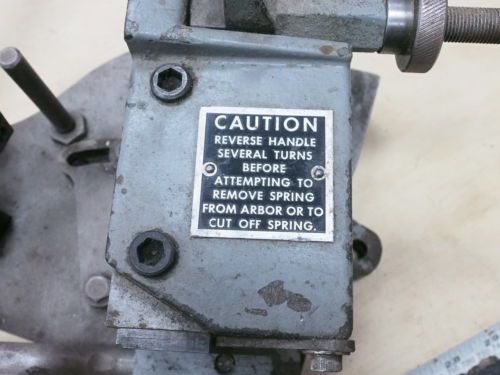 CAUTION
REVERSE HANDLE
SEVERAL TURNS
BEFORE
ATTEMPTING TO
REMOVE SPRING
FROM ARBOR OR TO
CUT OFF SPRING.